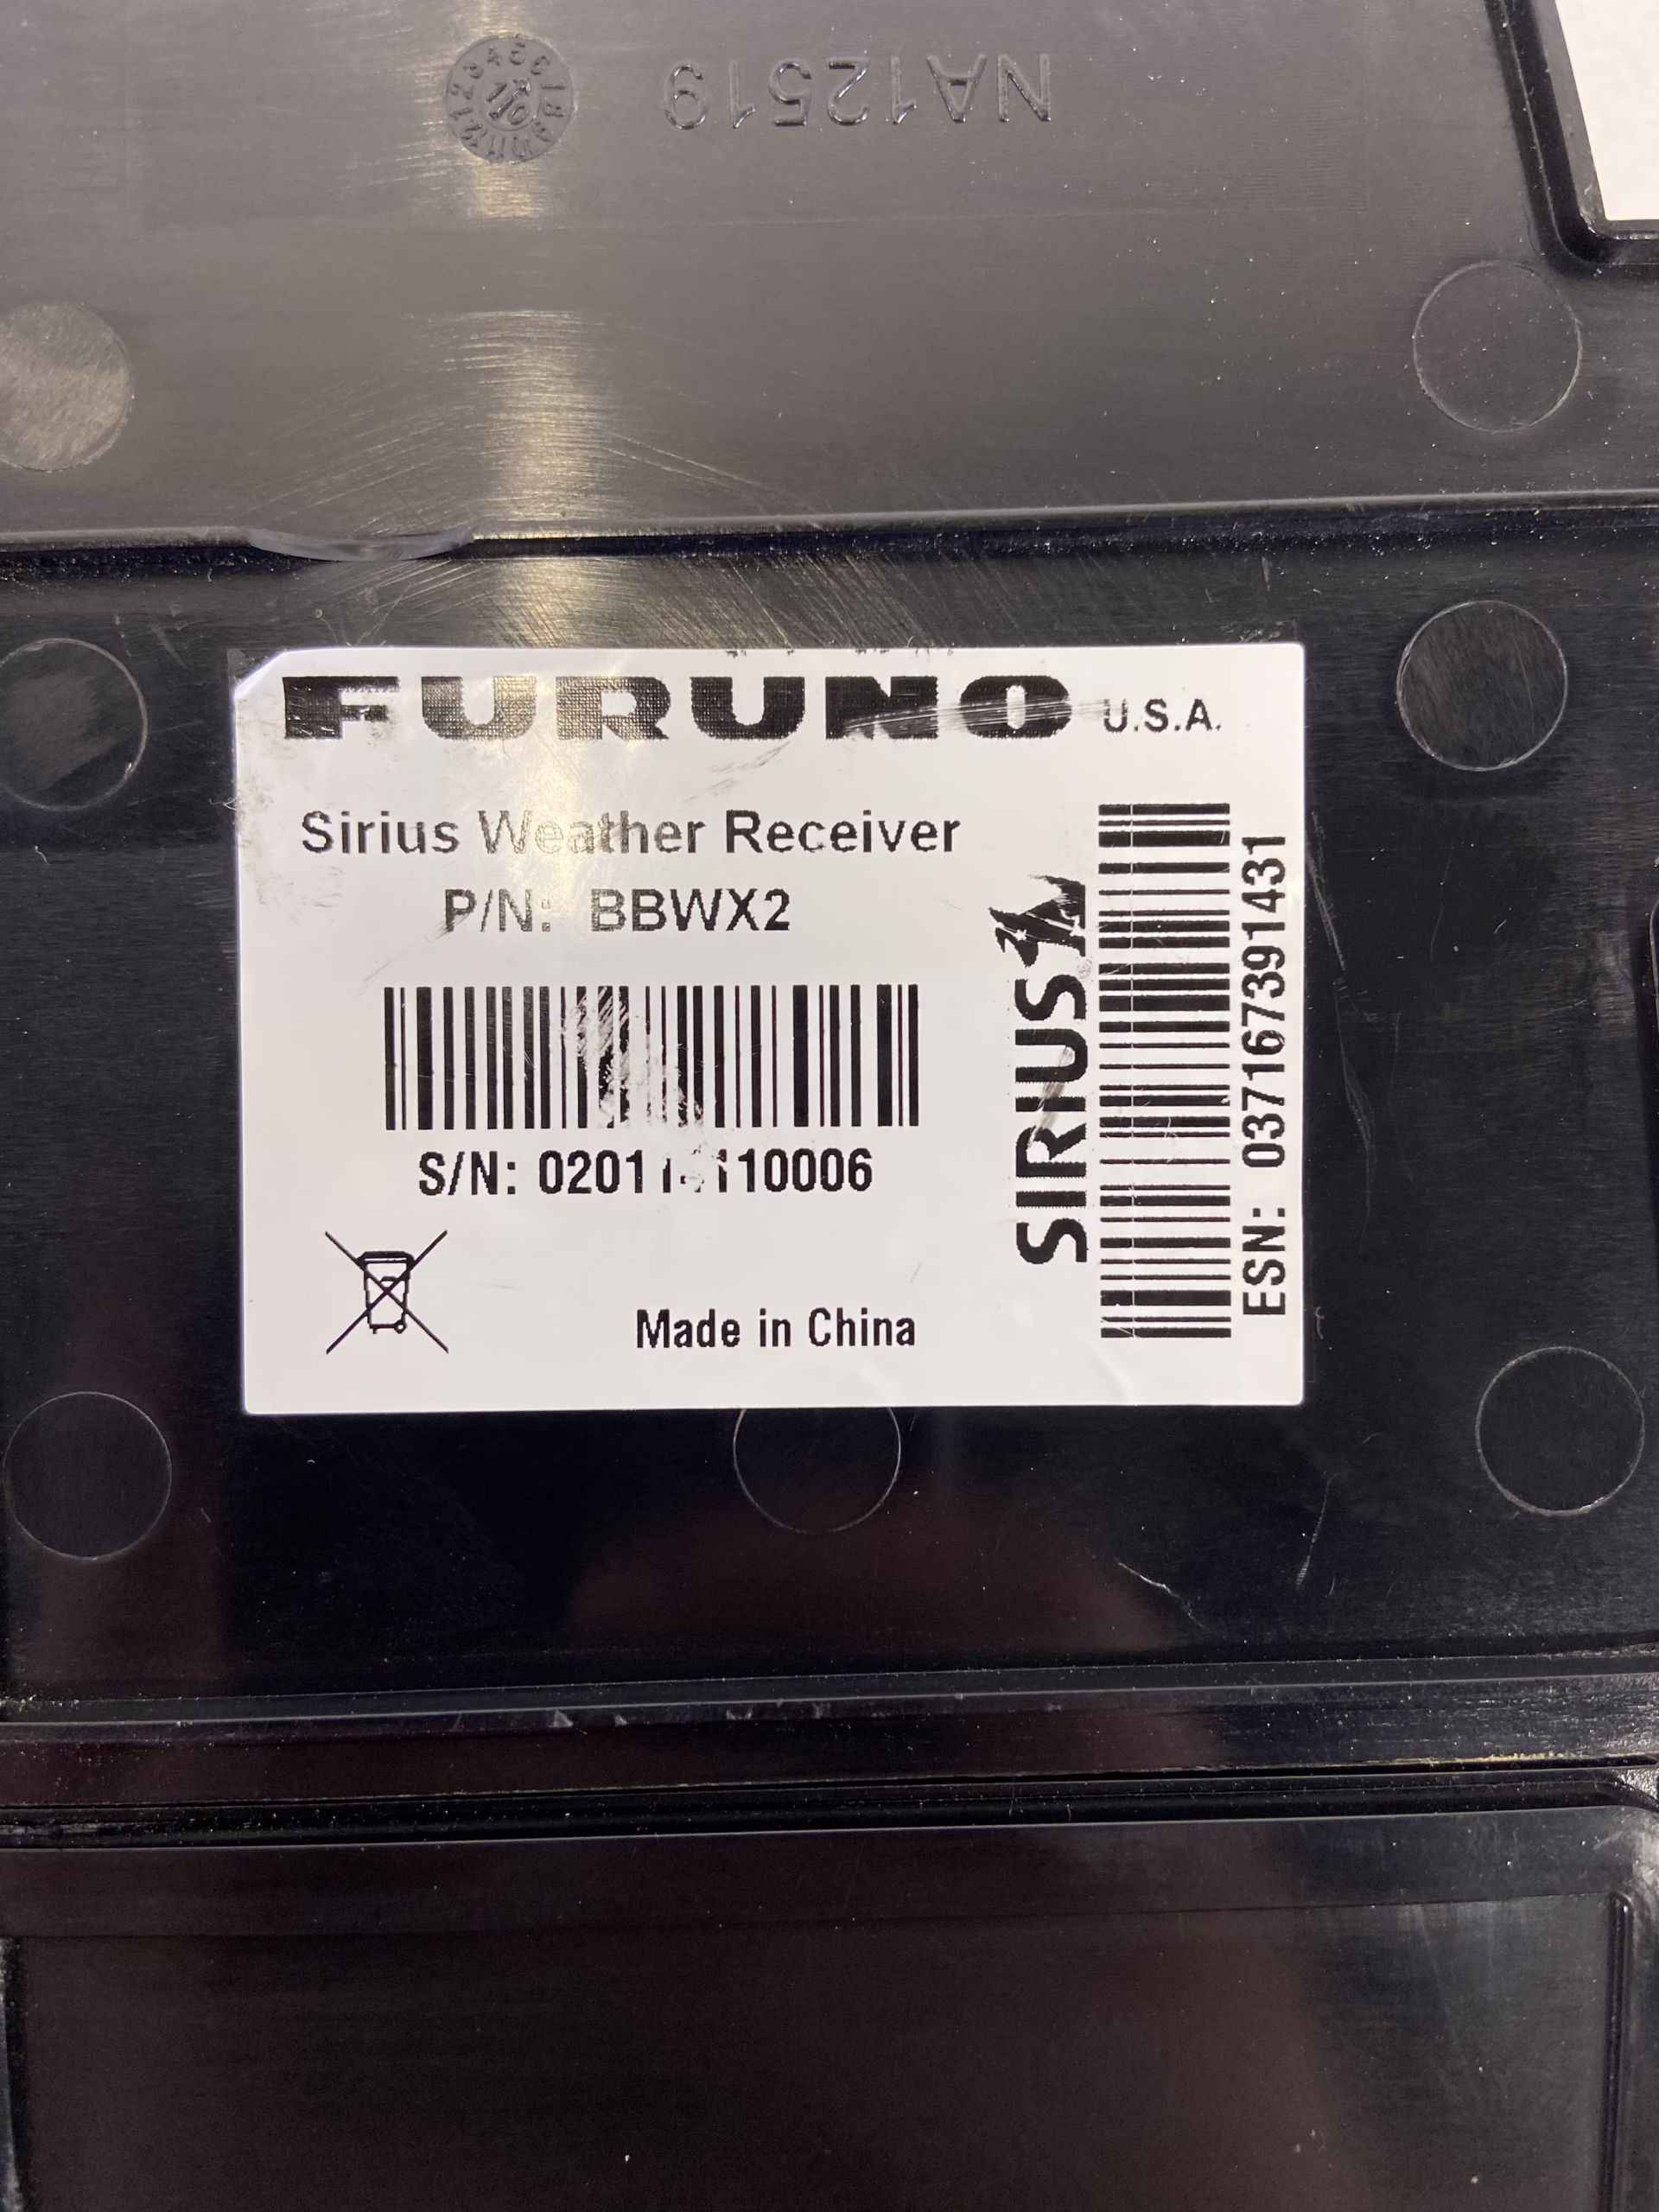 NA12519
FURUNO U.S.A.
Sirius Weather Receiver
P/N: BBWX2
SIRIUS
ESN: 037167391431
Made in China